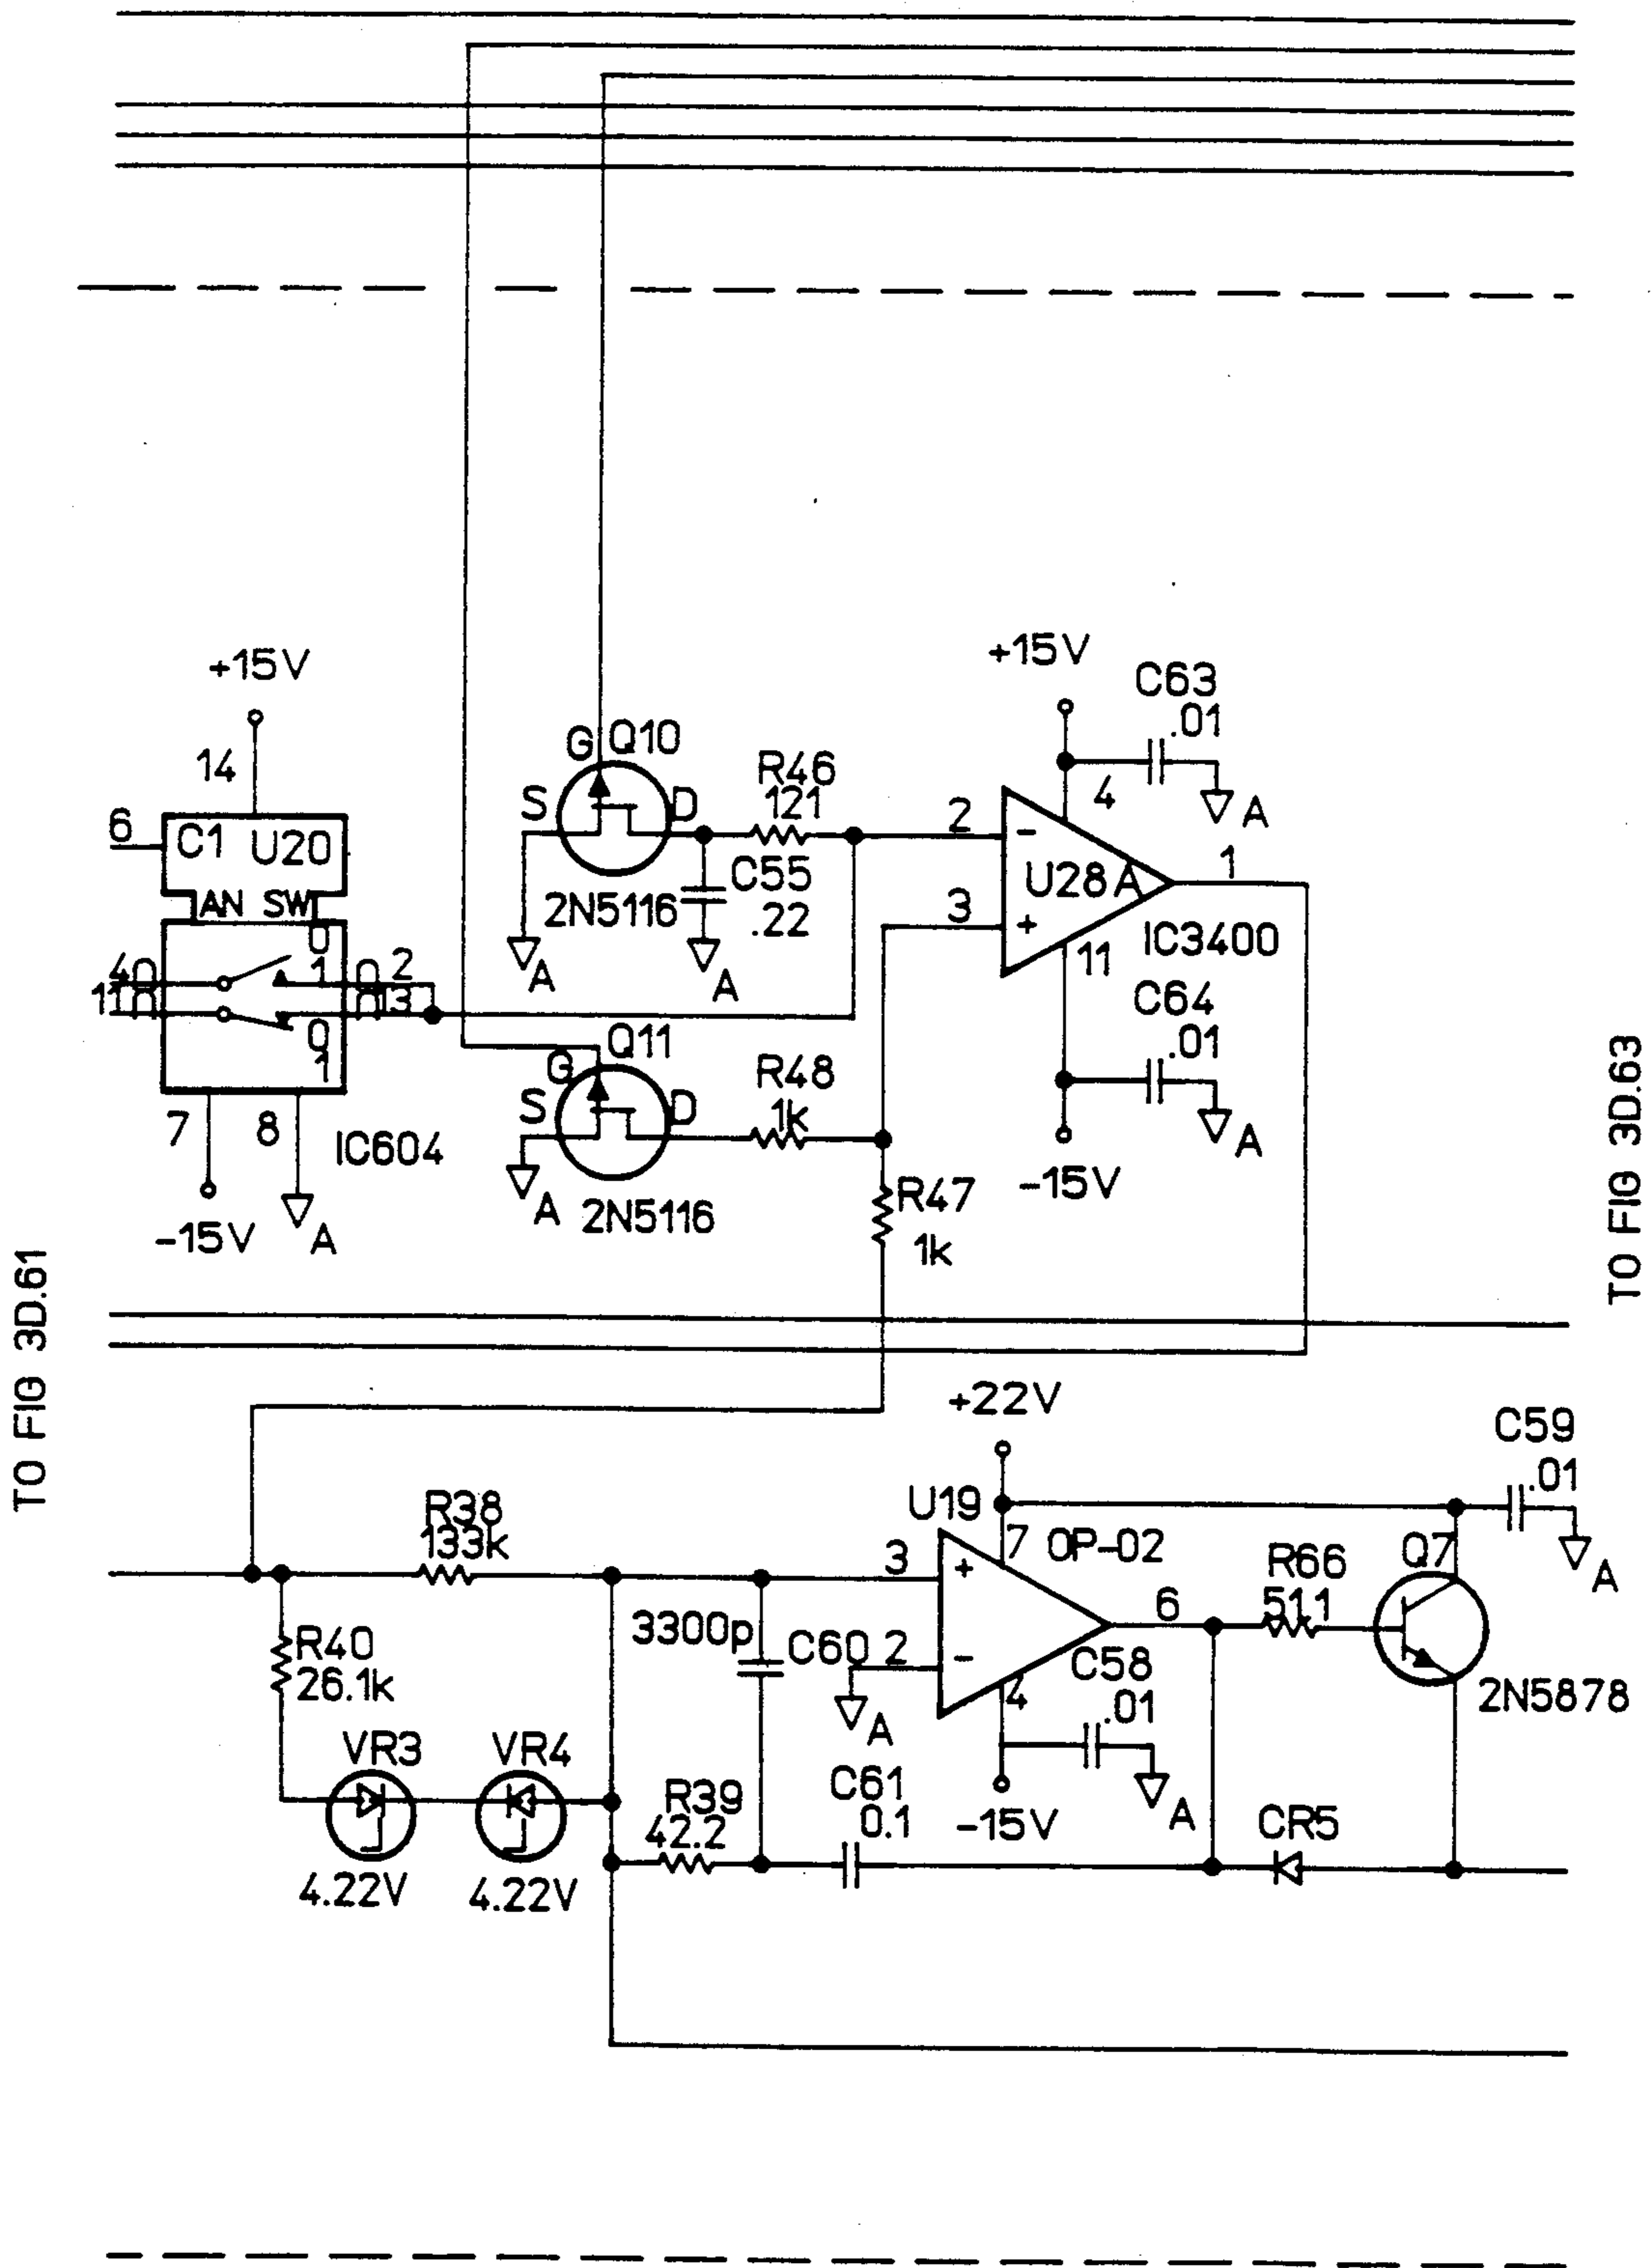 +15V
14
6
C1 U20
AN SW
0
1
4
2
11
13
0
1
7
8
IC604
-15V
A
G
Q10
S
D
2N5116
A
R46
121
C55
.22
A
+15V
C63
.01
4
A
2
-
U28A
1
3
+
IC3400
11
C64
.01
A
-15V
Q11
G
S
D
A
2N5116
R48
1k
R47
1k
TO FIG 3D.61
TO FIG 3D.63
+22V
C59
.01
A
U19
7
OP-02
R38
133k
3
+
Q7
R66
511
6
2N5878
R40
26.1k
3300p
C60
2
-
A
4
C58
.01
A
-15V
VR3
4.22V
VR4
4.22V
R39
42.2
C61
0.1
CR5